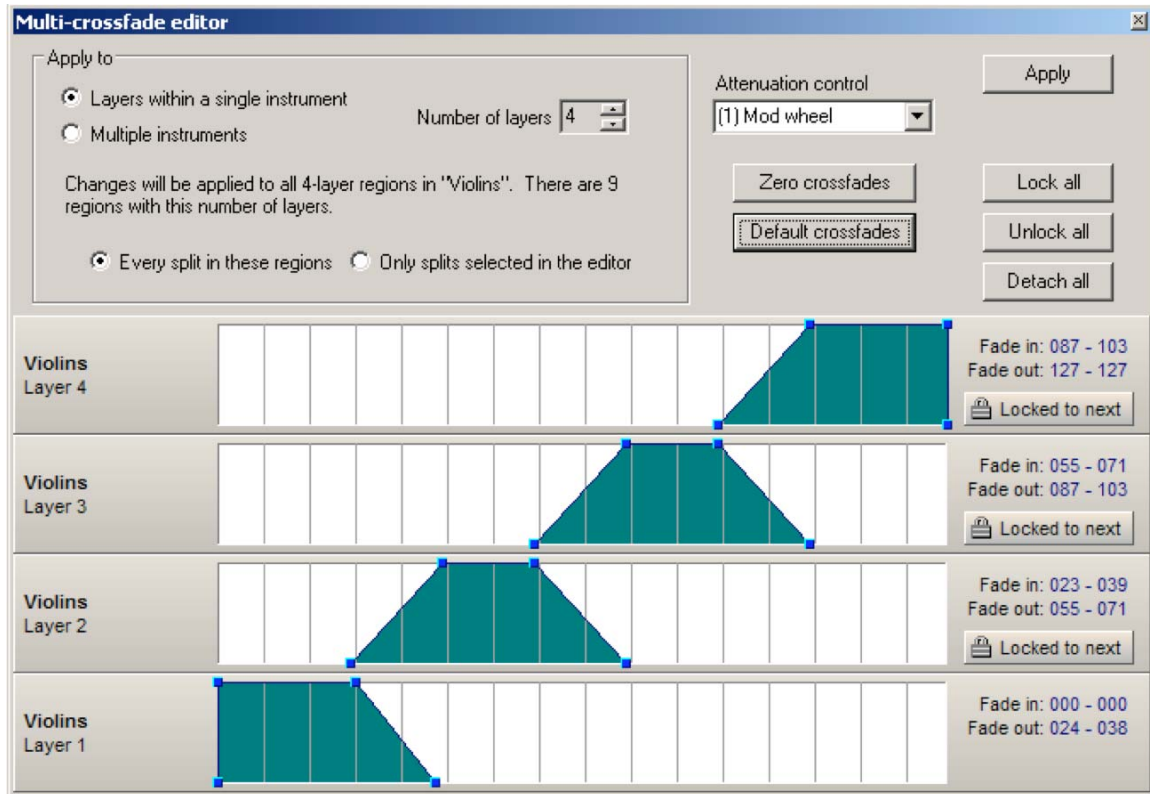 Multi-crossfade editor
Apply to
Layers within a single instrument
Multiple instruments
Number of layers 4
Changes will be applied to all 4-layer regions in "Violins". There are 9
regions with this number of layers.
Every split in these regions
Only splits selected in the editor
Attenuation control
(1) Mod wheel
Zero crossfades
Default crossfades
Apply
Lock all
Unlock all
Detach all
Violins
Layer 4
Fade in: 087 - 103
Fade out: 127 - 127
Locked to next
Violins
Layer 3
Fade in: 055 - 071
Fade out: 087 - 103
Locked to next
Violins
Layer 2
Fade in: 023 - 039
Fade out: 055 - 071
Locked to next
Violins
Layer 1
Fade in: 000 - 000
Fade out: 024 - 038